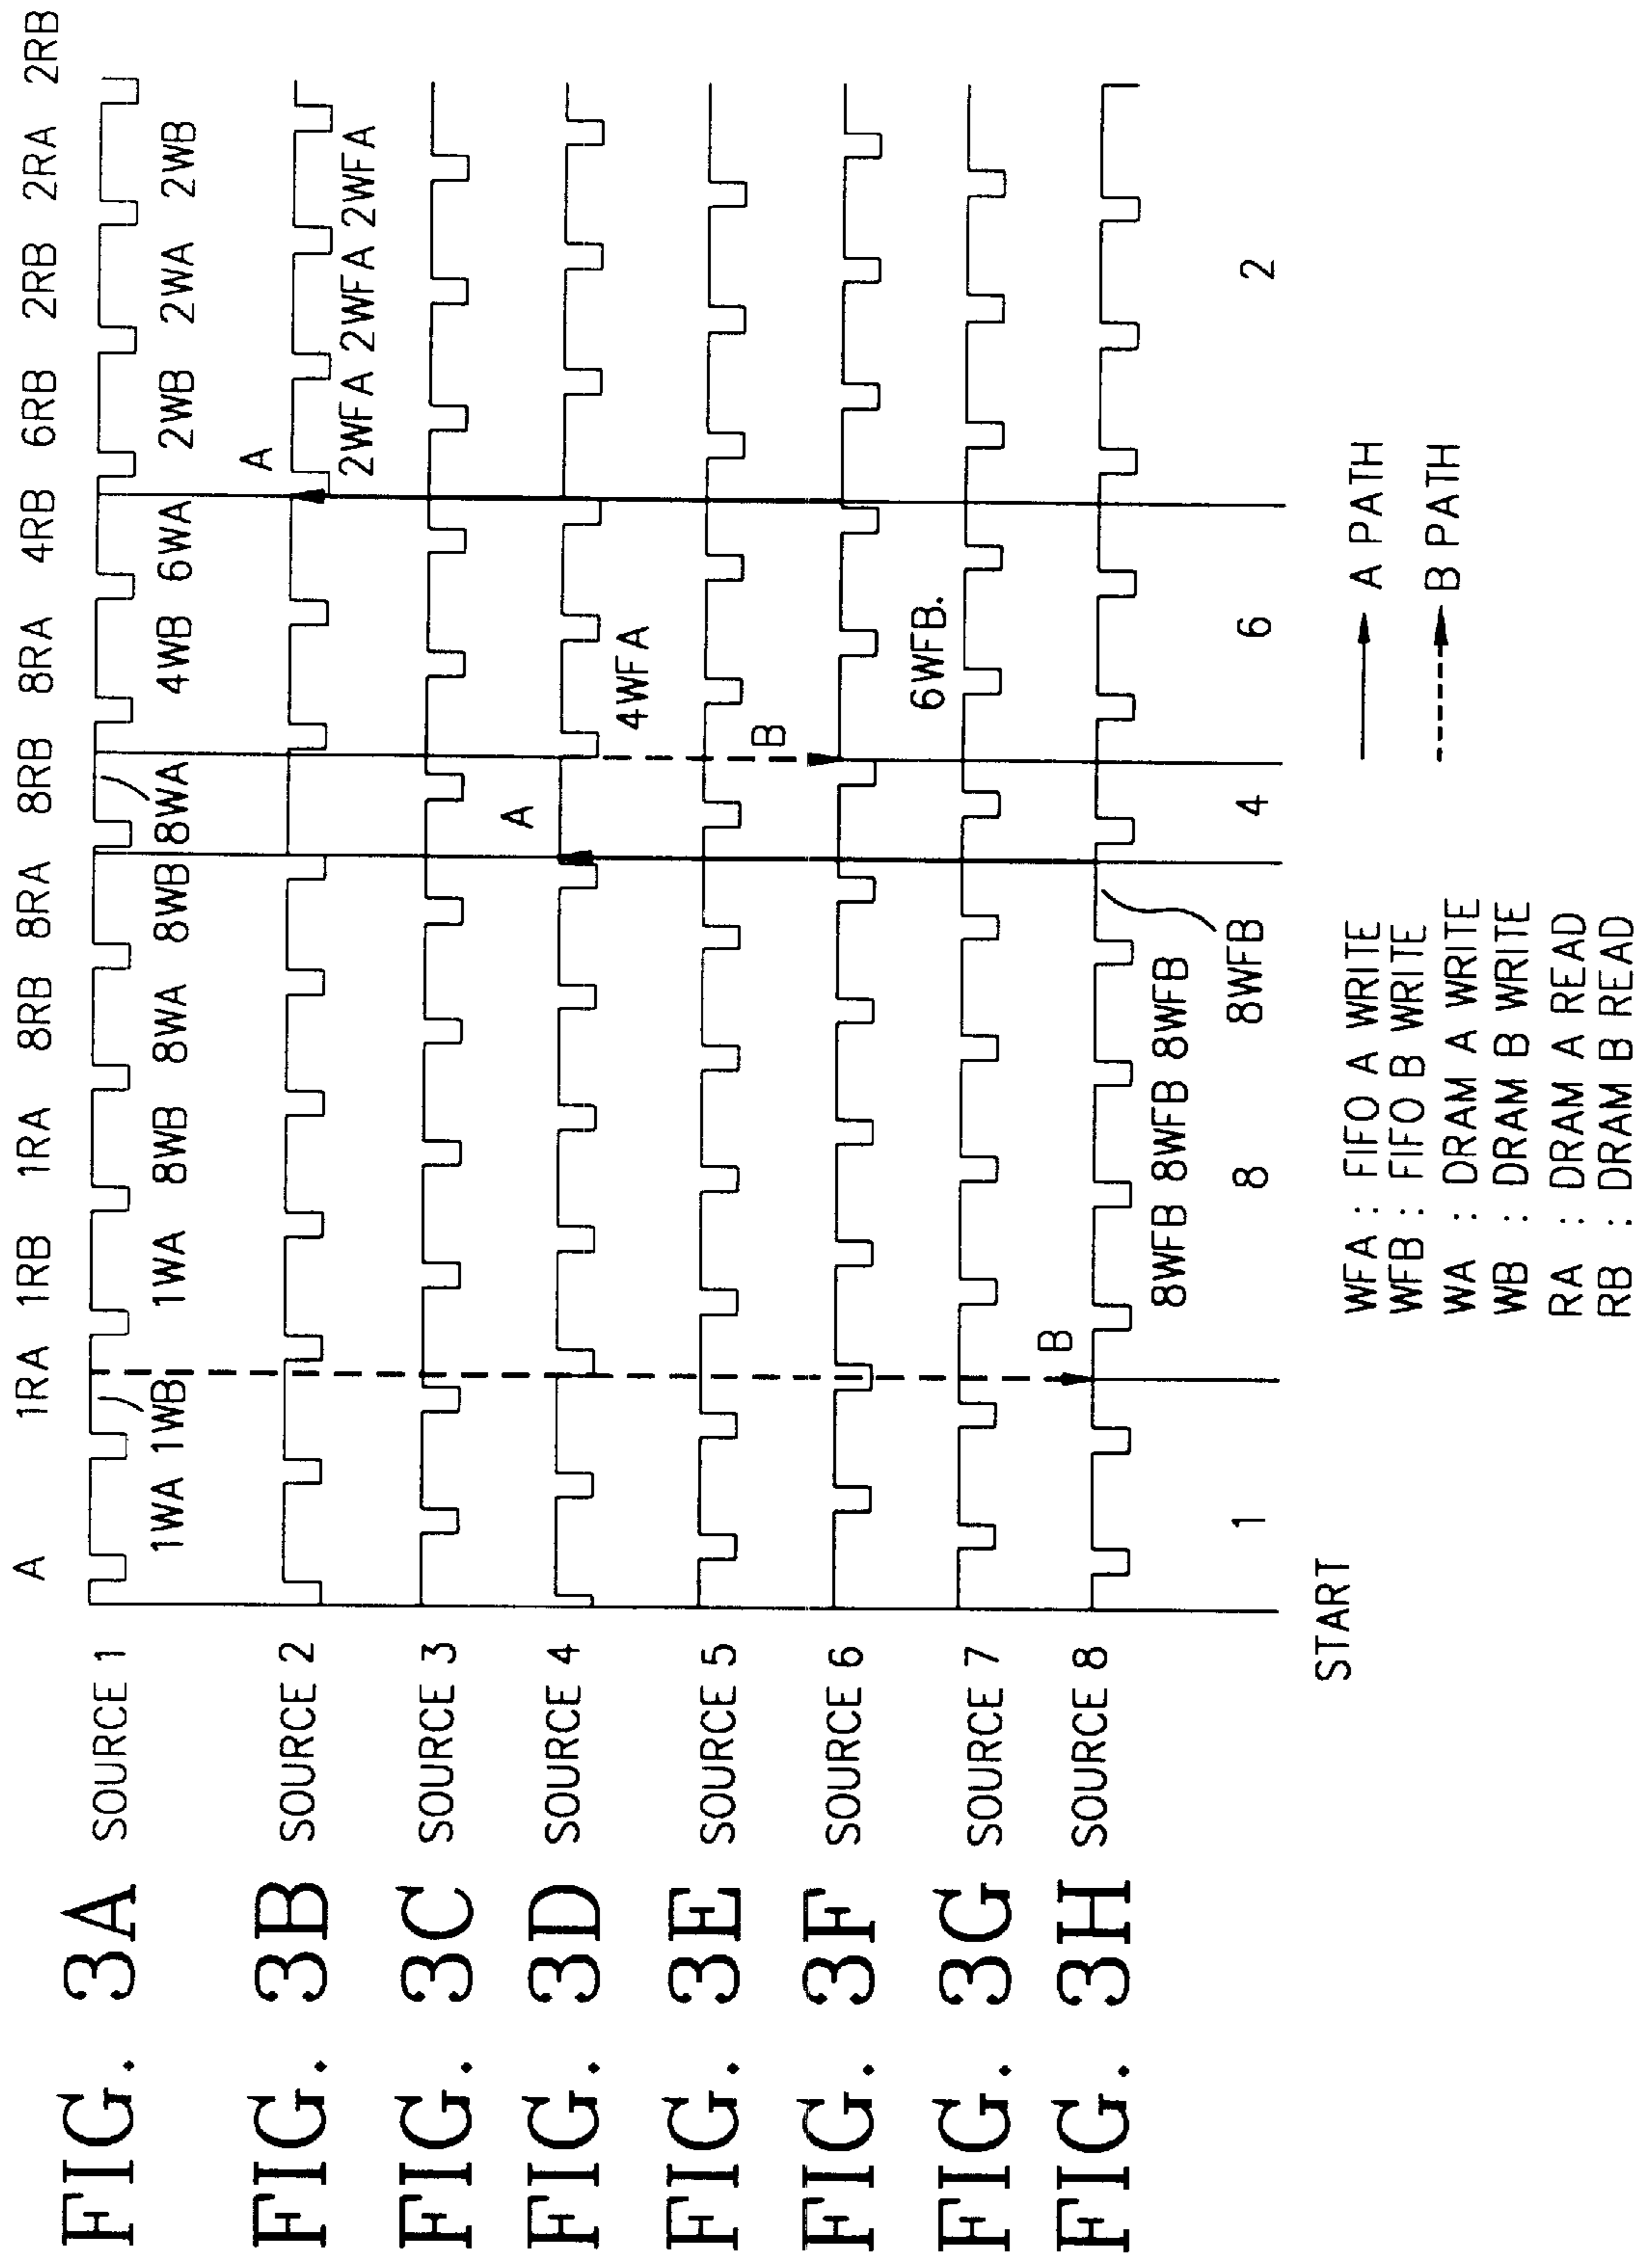 A 1RA 1RB 1RA 8RB 8RA 8RB 8RA 4RB 6RB 2RB 2RA 2RB
FIG. 3A SOURCE 1
1WA 1WB 1WA 8WB 8WA 8WB 8WA 4WB 6WA 2WB 2WA 2WB
A
FIG. 3B SOURCE 2
2WFA 2WFA 2WFA
FIG. 3C SOURCE 3
A
FIG. 3D SOURCE 4
4WFA
FIG. 3E SOURCE 5
B
FIG. 3F SOURCE 6
6WFB.
FIG. 3G SOURCE 7
B
FIG. 3H SOURCE 8
8WFB 8WFB 8WFB
8WFB
1 8 4 6 2
START
WFA : FIFO A WRITE
WFB : FIFO B WRITE
WA : DRAM A WRITE
WB : DRAM B WRITE
RA : DRAM A READ
RB : DRAM B READ
A PATH
B PATH